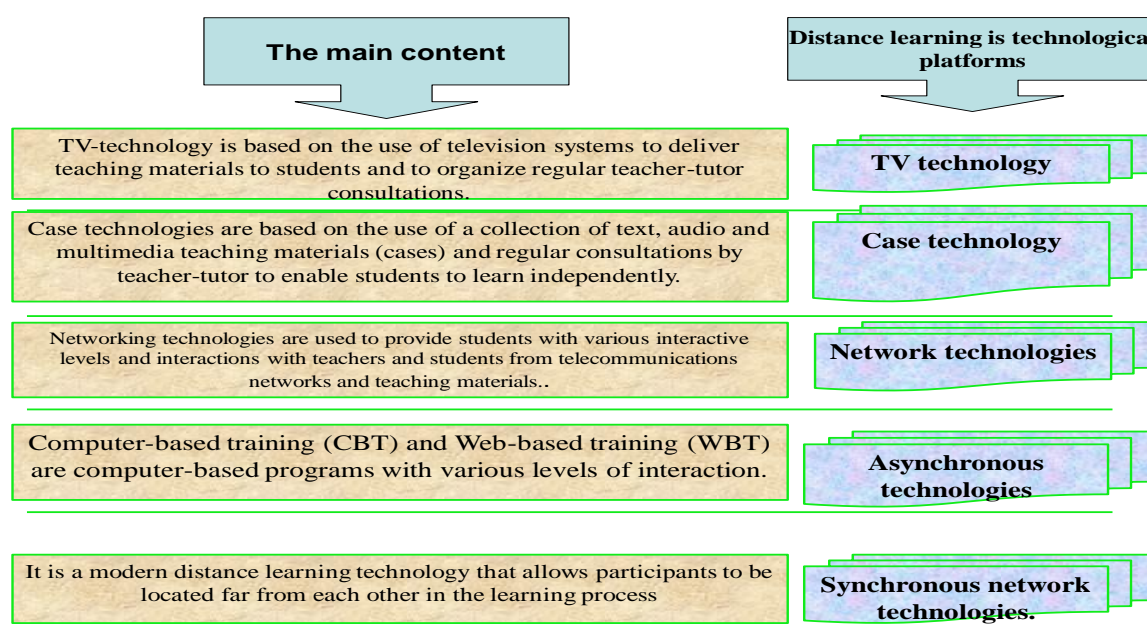 The main content
Distance learning is technologica
platforms
TV-technology is based on the use of television systems to deliver
teaching materials to students and to organize regular teacher-tutor
consultations.
TV technology
Case technologies are based on the use of a collection of text, audio and
multimedia teaching materials (cases) and regular consultations by
teacher-tutor to enable students to learn independently.
Case technology
Networking technologies are used to provide students with various interactive
levels and interactions with teachers and students from telecommunications
networks and teaching materials..
Network technologies
Computer-based training (CBT) and Web-based training (WBT)
are computer-based programs with various levels of interaction.
Asynchronous
technologies
It is a modern distance learning technology that allows participants to be
located far from each other in the learning process
Synchronous network
technologies.